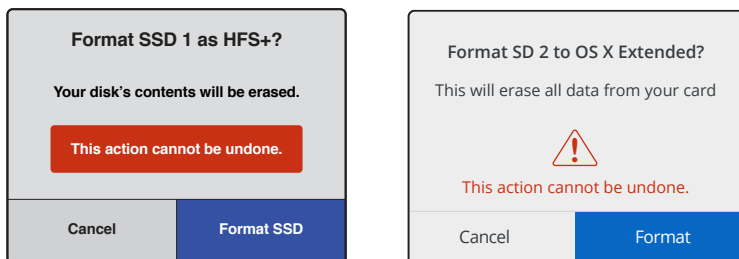 Format SSD 1 as HFS+?
Your disk's contents will be erased.
This action cannot be undone.
Cancel
Format SSD
Format SD 2 to OS X Extended?
This will erase all data from your card
This action cannot be undone.
Cancel
Format